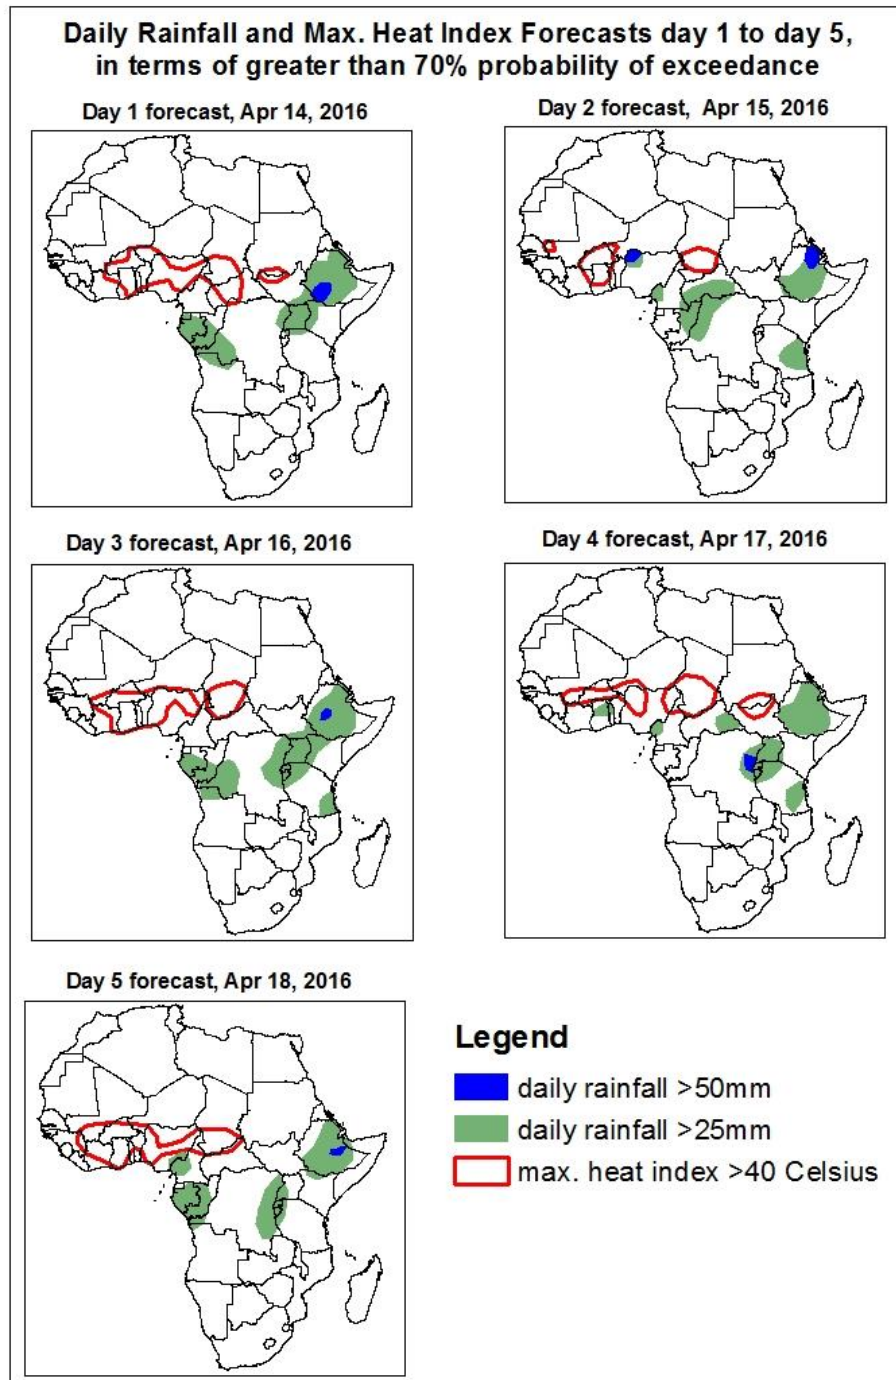 Daily Rainfall and Max. Heat Index Forecasts day 1 to day 5,
in terms of greater than 70% probability of exceedance
Day 1 forecast, Apr 14, 2016
Day 2 forecast, Apr 15, 2016
Day 3 forecast, Apr 16, 2016
Day 4 forecast, Apr 17, 2016
Day 5 forecast, Apr 18, 2016
Legend
daily rainfall >50mm
daily rainfall >25mm
max. heat index >40 Celsius